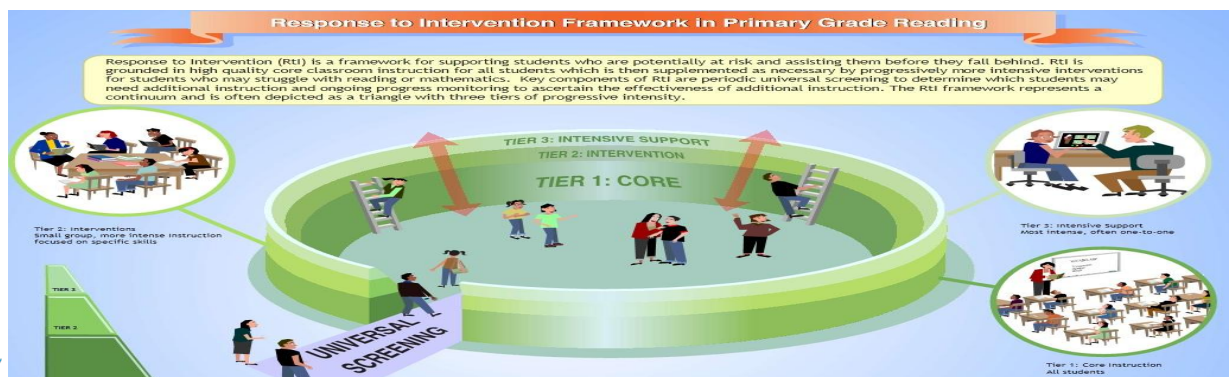 Response to Intervention Framework in Primary Grade Reading
Response to Intervention (RtI) is a framework for supporting students who are potentially at risk and assisting them before they fall behind. RtI is
grounded in high quality core classroom instruction for all students which is then supplemented as necessary by progressively more intensive interventions
for students who may struggle with reading or mathematics. Key components of RtI are periodic universal screening to determine which students may
need additional instruction and ongoing progress monitoring to ascertain the effectiveness of additional instruction. The RtI framework represents a
continuum and is often depicted as a triangle with three tiers of progressive intensity.
TIER 3: INTENSIVE SUPPORT
TIER 2: INTERVENTION
TIER 1: CORE
Tier 2: Interventions
Small group, more intense instruction
focused on specific skills
Tier 3: Intensive Support
Most intense, often one-to-one
TIER 3
TIER 2
UNIVERSAL
SCREENING
Tier 1: Core Instruction
All students